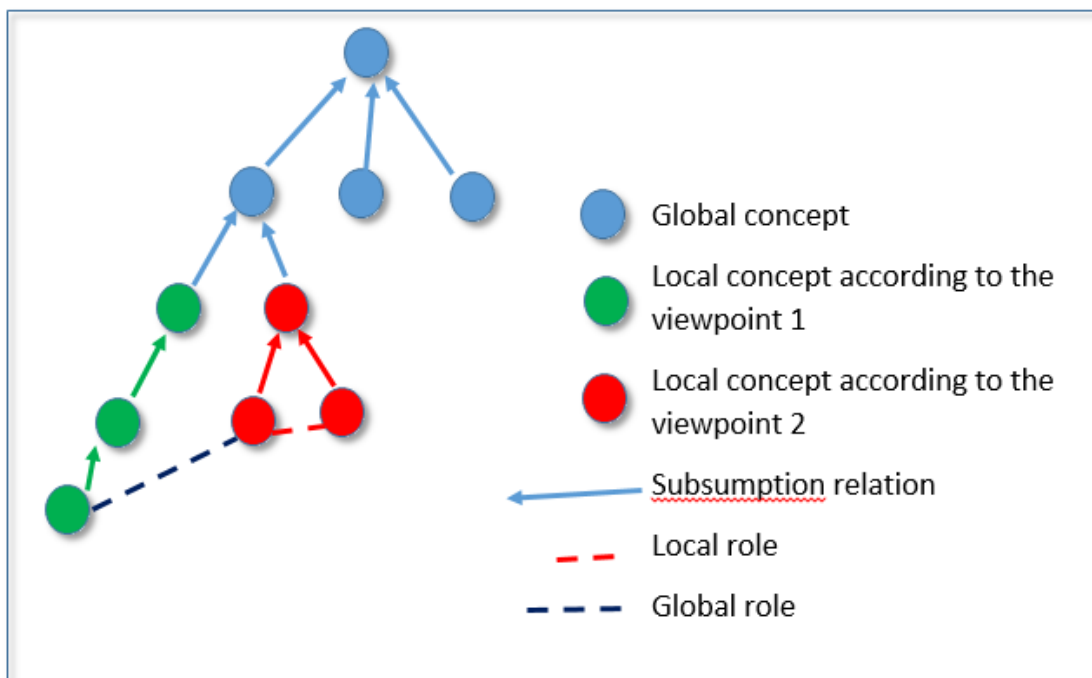 Global concept
Local concept according to the
viewpoint 1
Local concept according to the
viewpoint 2
Subsumption relation
Local role
Global role